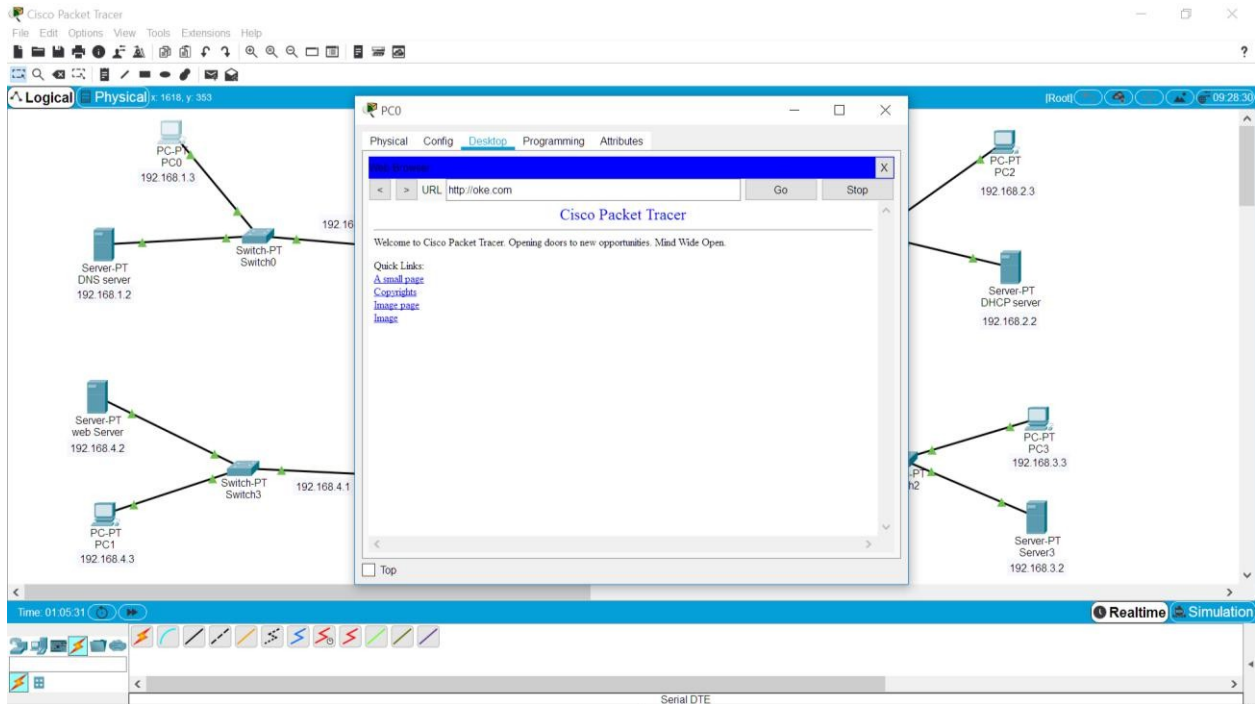 Cisco Packet Tracer
File Edit Options View Tools Extensions Help
?
Logical Physical x: 1618, y: 353
[Root] 09:28:30
PC0
Physical Config Desktop Programming Attributes
Web Browser
X
< > URL http://oke.com Go Stop
Cisco Packet Tracer
Welcome to Cisco Packet Tracer. Opening doors to new opportunities. Mind Wide Open.
Quick Links:
A small page
Copyrights
Image page
Image
Top
PC-PT
PC0
192.168.1.3
Server-PT
DNS server
192.168.1.2
Switch-PT
Switch0
192.16
PC-PT
PC2
192.168.2.3
Server-PT
DHCP server
192.168.2.2
Server-PT
web Server
192.168.4.2
Switch-PT
Switch3
192.168.4.1
PC-PT
PC1
192.168.4.3
-PT
h2
PC-PT
PC3
192.168.3.3
Server-PT
Server3
192.168.3.2
Time: 01:05:31
Realtime Simulation
Serial DTE